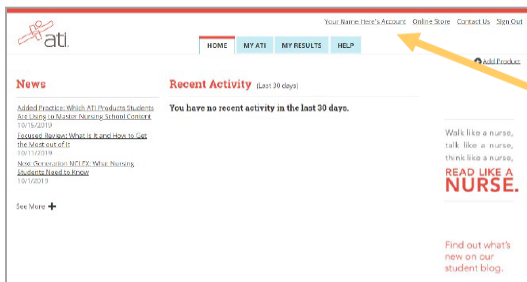 Your Name Here's Account Online Store Contact Us Sign Out
ati.
HOME MY ATI MY RESULTS HELP
Add Product
News
Added Practice: Which ATI Products Students
Are Using to Master Nursing School Content
10/15/2019
Focused Review: What Is It and How to Get
the Most out of It
10/11/2019
Next Generation NCLEX: What Nursing
Students Need to Know
10/1/2019
See More
Recent Activity (Last 30 days)
You have no recent activity in the last 30 days.
Walk like a nurse,
talk like a nurse,
think like a nurse,
READ LIKE A
NURSE.
Find out what's
new on our
student blog.